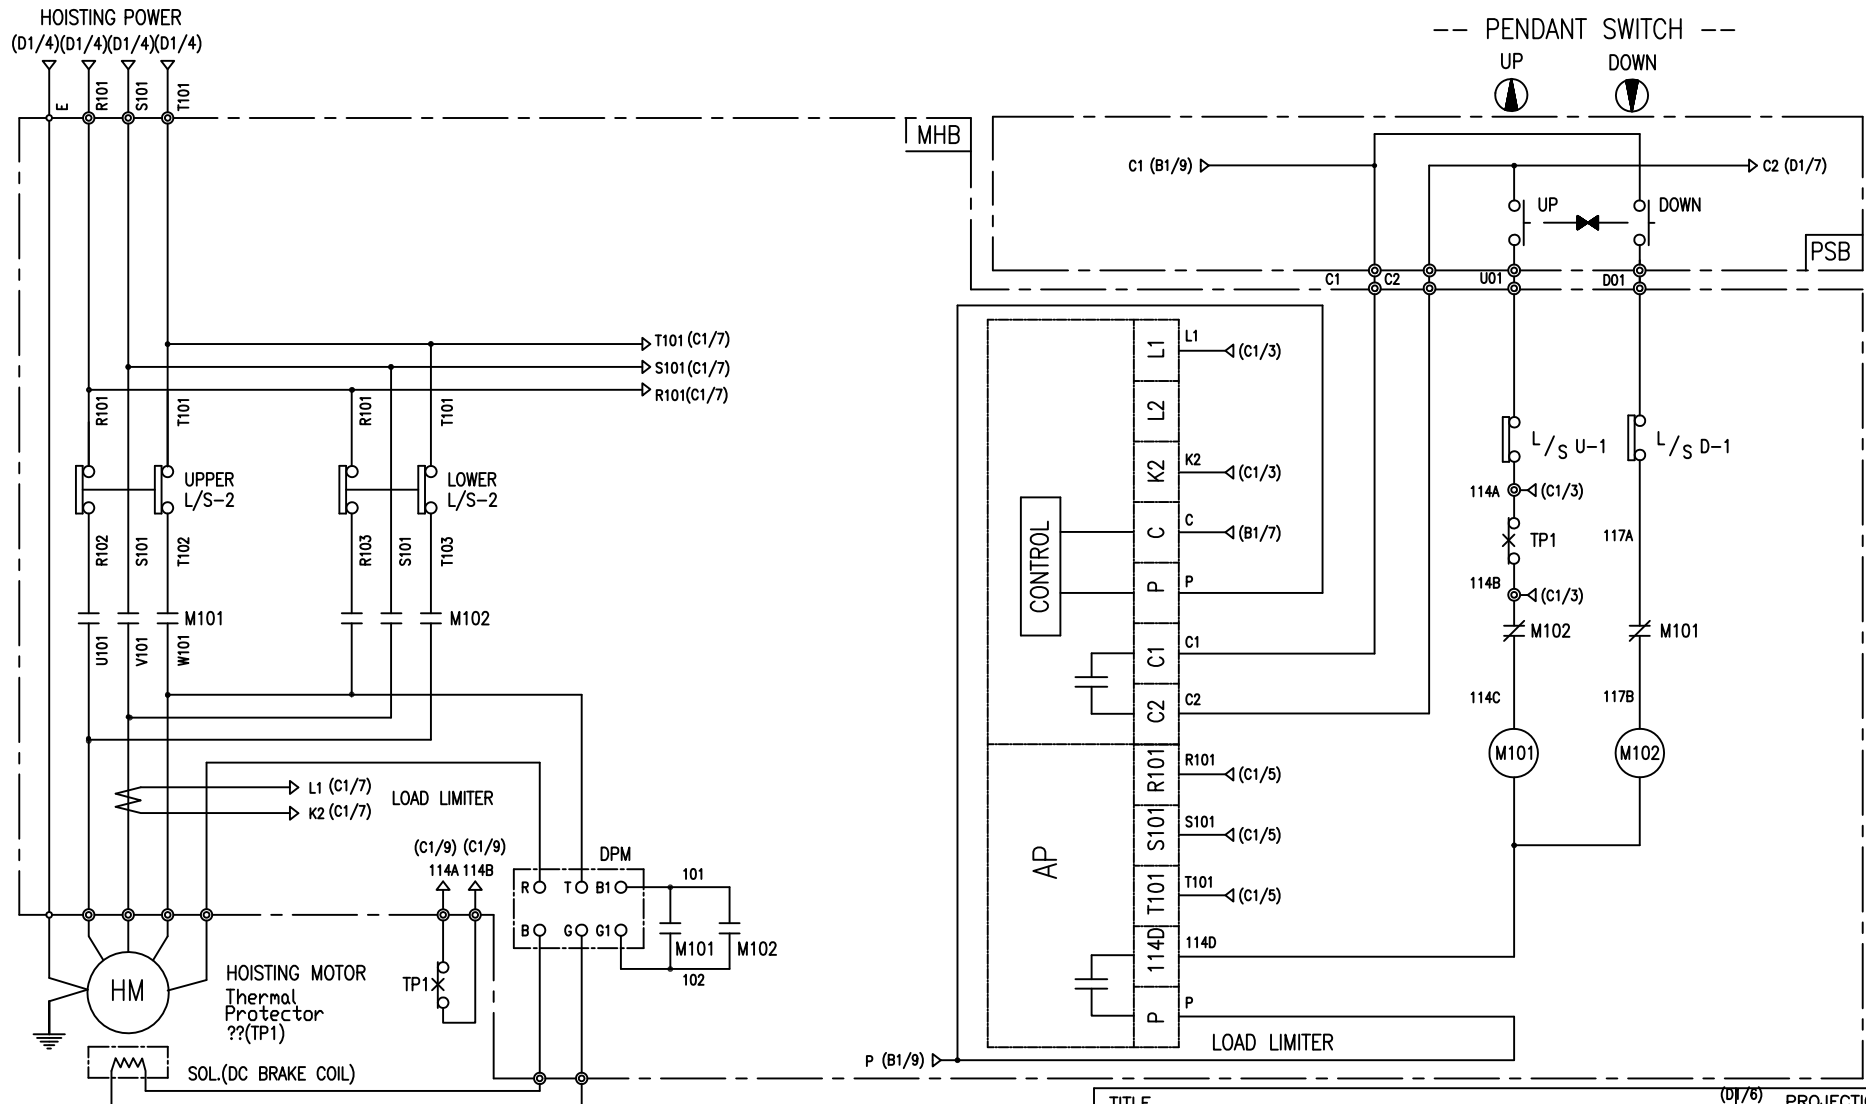 HOISTING POWER
(D1/4)(D1/4)(D1/4)(D1/4)
E
R101
S101
T101
MHB
-- PENDANT SWITCH --
UP
DOWN
C1 (B1/9)
C2 (D1/7)
UP
DOWN
PSB
C1
C2
U01
D01
T101 (C1/7)
S101(C1/7)
R101(C1/7)
R101
T101
R101
T101
UPPER
L/S-2
LOWER
L/S-2
R102
S101
T102
R103
S101
T103
M101
M102
U101
V101
W101
L1 (C1/7)
K2 (C1/7)
LOAD LIMITER
(C1/9) (C1/9)
114A 114B
DPM
R
T
B1
B
G
G1
101
M101
M102
102
HM
HOISTING MOTOR
Thermal
Protector
??(TP1)
TP1
SOL.(DC BRAKE COIL)
CONTROL
AP
L1
L1
(C1/3)
L2
K2
K2
(C1/3)
C
C
(B1/7)
P
P
C1
C1
C2
C2
R101
R101
(C1/5)
S101
S101
(C1/5)
T101
T101
(C1/5)
114D
114D
P
P
LOAD LIMITER
P (B1/9)
L/S U-1
L/S D-1
114A
(C1/3)
TP1
117A
114B
(C1/3)
M102
M101
114C
117B
M101
M102
TITLE
(D1/6)